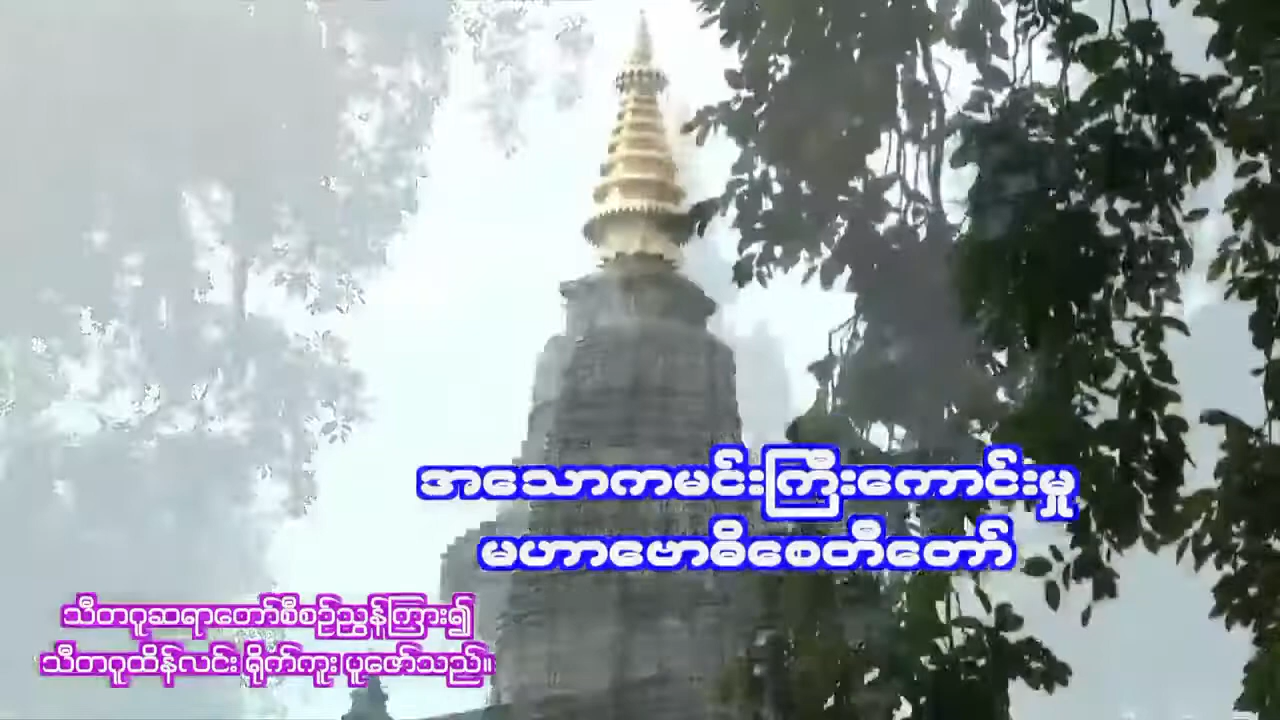 အသောကမင်းကြီးကောင်းမှု
မဟာဗောဓိစေတီတော်
သီတဂူဆရာတော်စီစဉ်ညွှန်ကြား၍
သီတဂူထိန်လင်း ရိုက်ကူး ပူဇော်သည်။